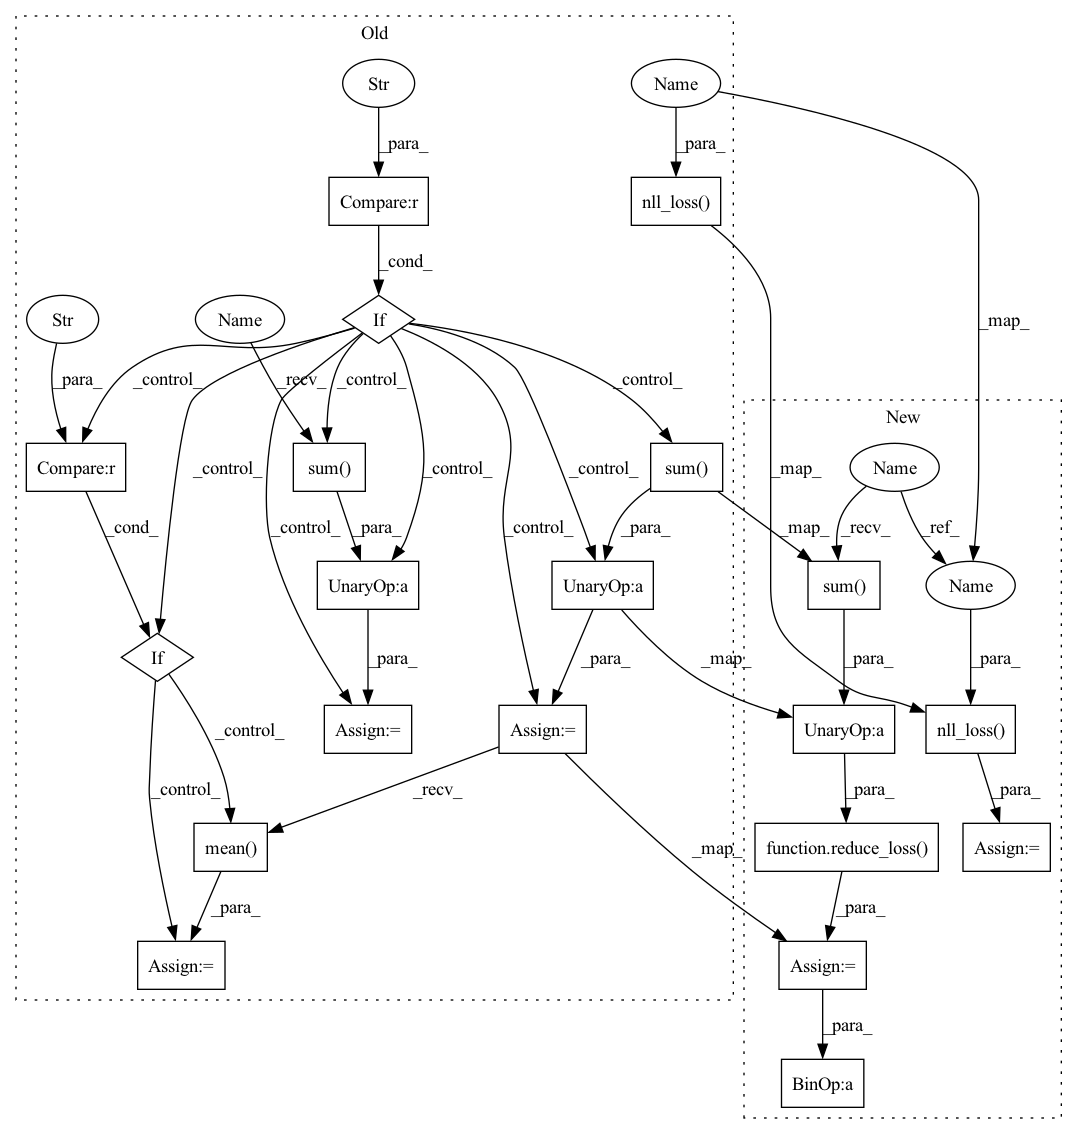 Old
Str
Name
_para_
_para_
Compare:r
nll_loss()
_cond_
Str
Name
If
_map_
_para_
_control_
_recv_
_control_
_control_
New
Compare:r
sum()
sum()
Name
_control_
_control_
_control_
_map_
_cond_
_control_
_control_
_para_
_para_
_map_
_recv_
_ref_
UnaryOp:a
UnaryOp:a
sum()
Name
If
_para_
_para_
_map_
_para_
_para_
Assign:=
Assign:=
UnaryOp:a
nll_loss()
_control_
_control_
_recv_
_para_
_para_
mean()
function.reduce_loss()
Assign:=
_map_
_para_
_para_
Assign:=
Assign:=
_para_
BinOp:a